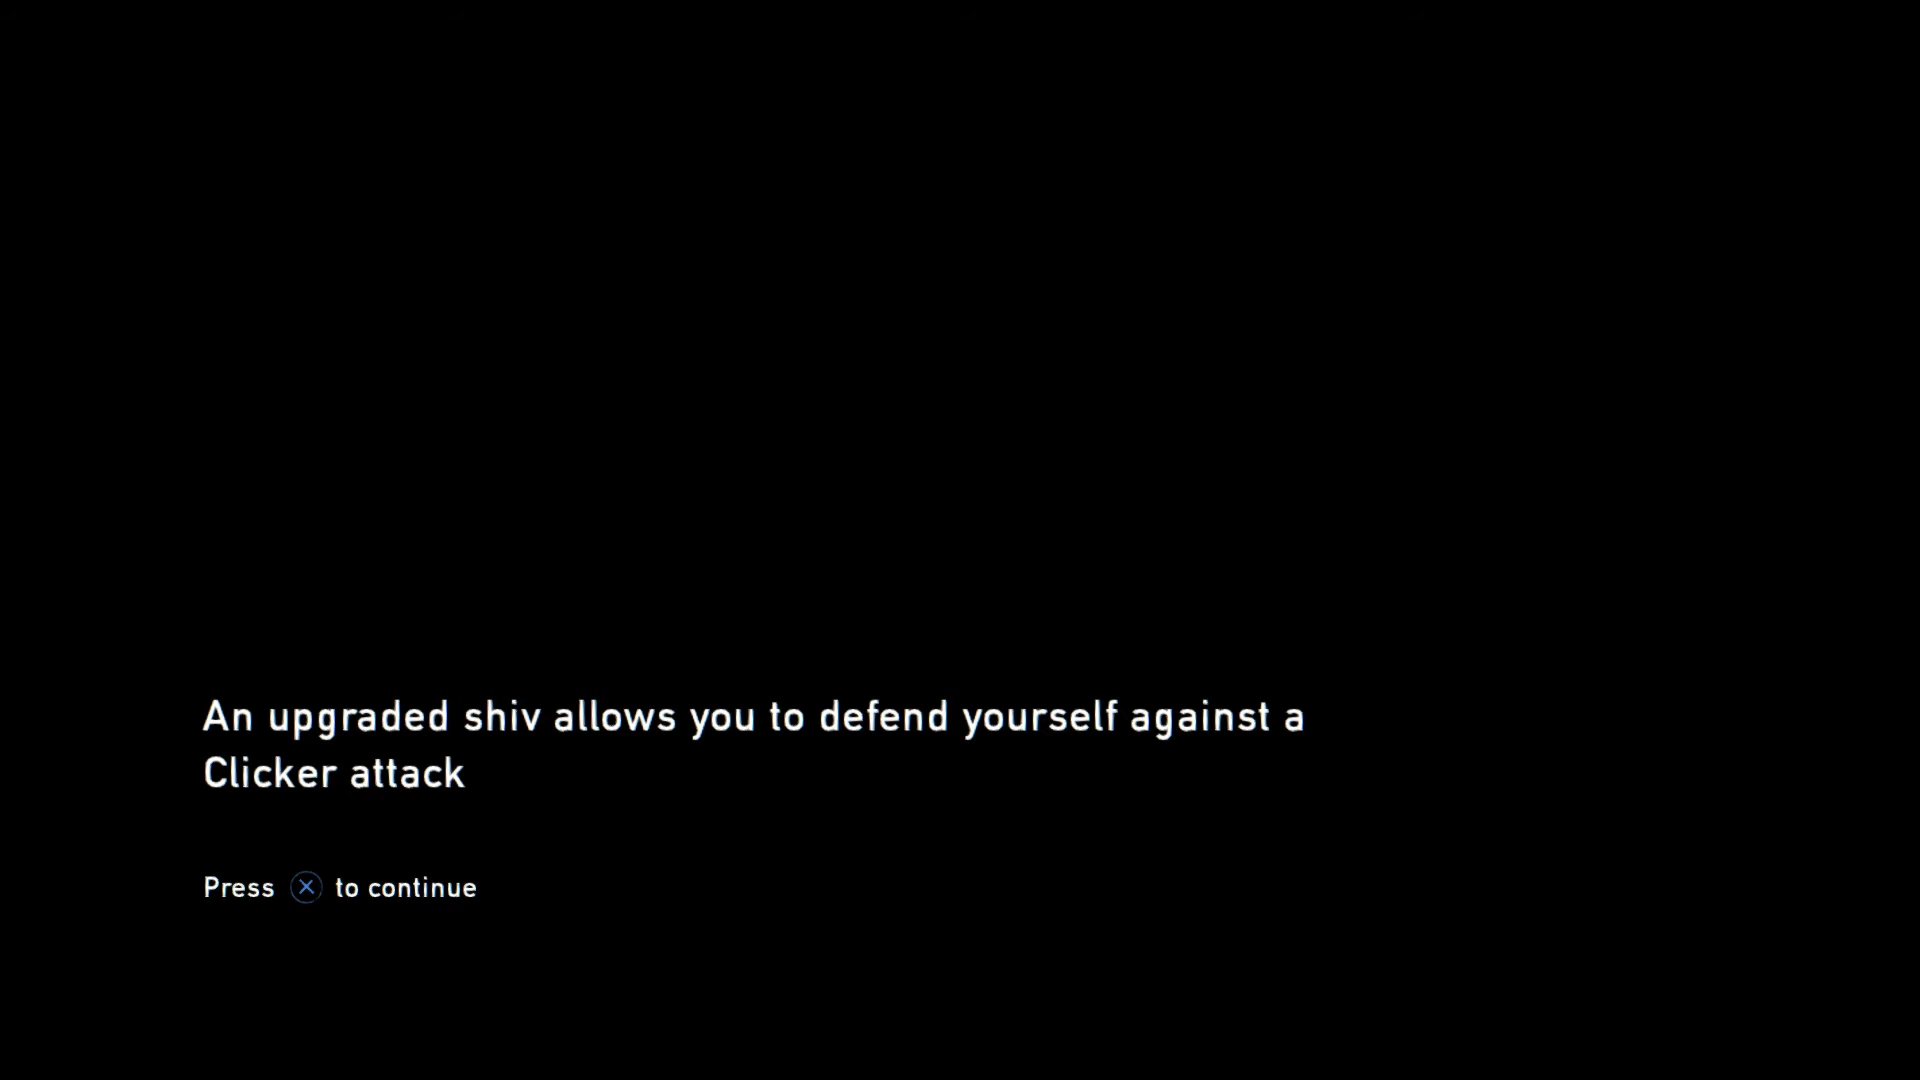 An upgraded shiv allows you to defend yourself against a
Clicker attack
Press ⓧ to continue